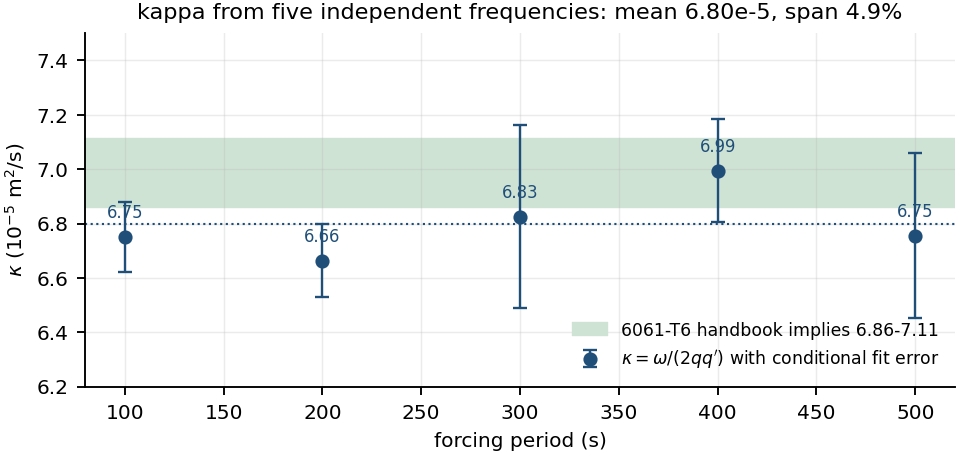 kappa from five independent frequencies: mean 6.80e-5, span 4.9%
κ (10⁻⁵ m²/s)
7.4
7.2
7.0
6.8
6.6
6.4
6.2
6.75
6.66
6.83
6.99
6.75
6061-T6 handbook implies 6.86-7.11
κ = ω/(2qq′) with conditional fit error
100 150 200 250 300 350 400 450 500
forcing period (s)